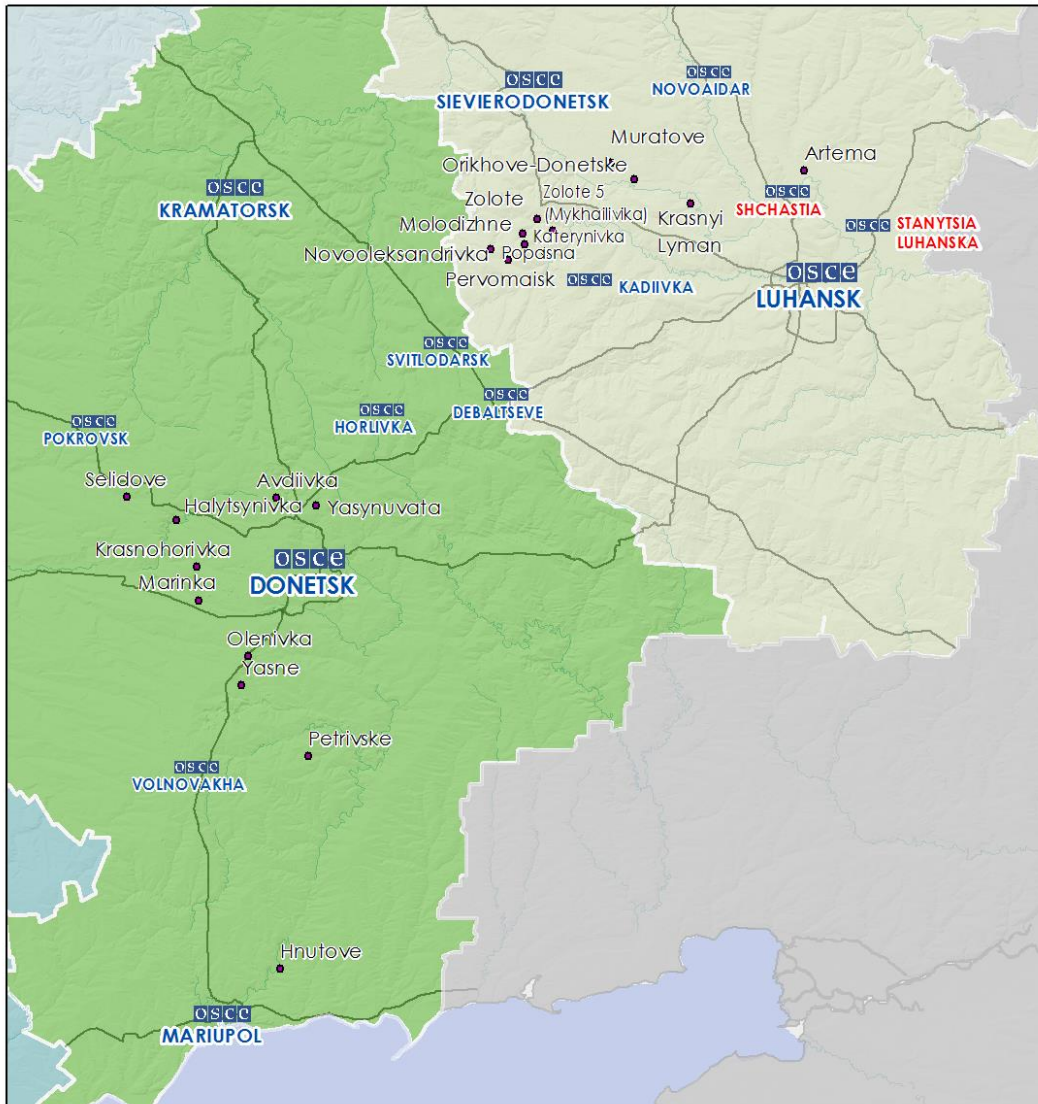 osce
SIEVIERODONETSK
osce
NOVOAIDAR
Muratove
Orikhove-Donetske
Artema
osce
KRAMATORSK
Zolote
Zolote 5
(Mykhailivka)
osce
SHCHASTIA
Krasnyi
Lyman
osce
STANYTSIA
LUHANSKA
Molodizhne
Katerynivka
Novooleksandrivka
Popasna
Pervomaisk
osce
KADIIVKA
osce
LUHANSK
osce
SVITLODARSK
osce
DEBALTSEVE
osce
HORLIVKA
osce
POKROVSK
Selidove
Avdiivka
Halytsynivka
Yasynuvata
Krasnohorivka
osce
DONETSK
Marinka
Olenivka
Yasne
Petrivske
osce
VOLNOVAKHA
Hnutove
osce
MARIUPOL